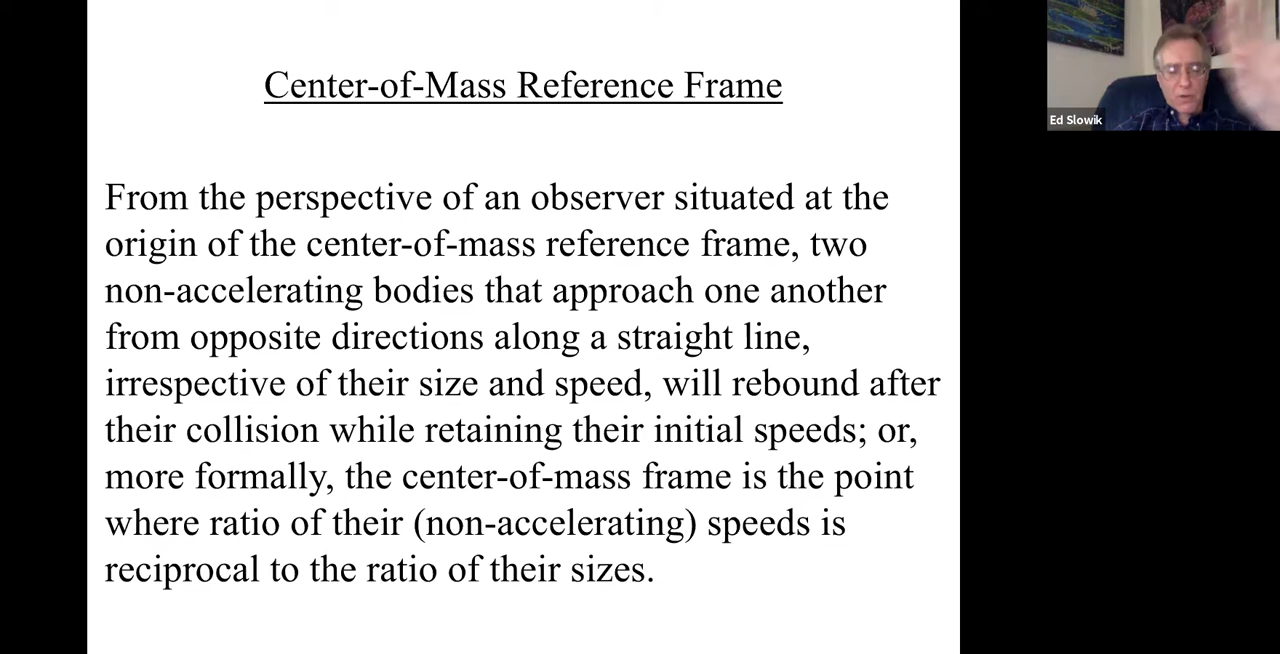 Center-of-Mass Reference Frame
From the perspective of an observer situated at the
origin of the center-of-mass reference frame, two
non-accelerating bodies that approach one another
from opposite directions along a straight line,
irrespective of their size and speed, will rebound after
their collision while retaining their initial speeds; or,
more formally, the center-of-mass frame is the point
where ratio of their (non-accelerating) speeds is
reciprocal to the ratio of their sizes.
Ed Slowik